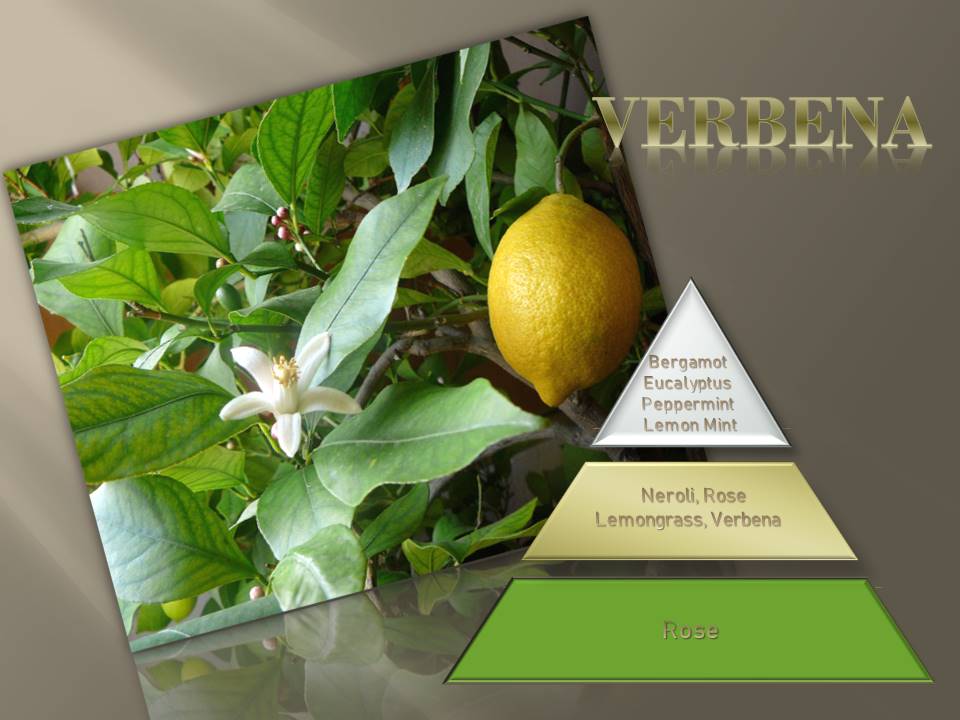 VERBENA
Bergamot
Eucalyptus
Peppermint
Lemon Mint
Neroli, Rose
Lemongrass, Verbena
Rose